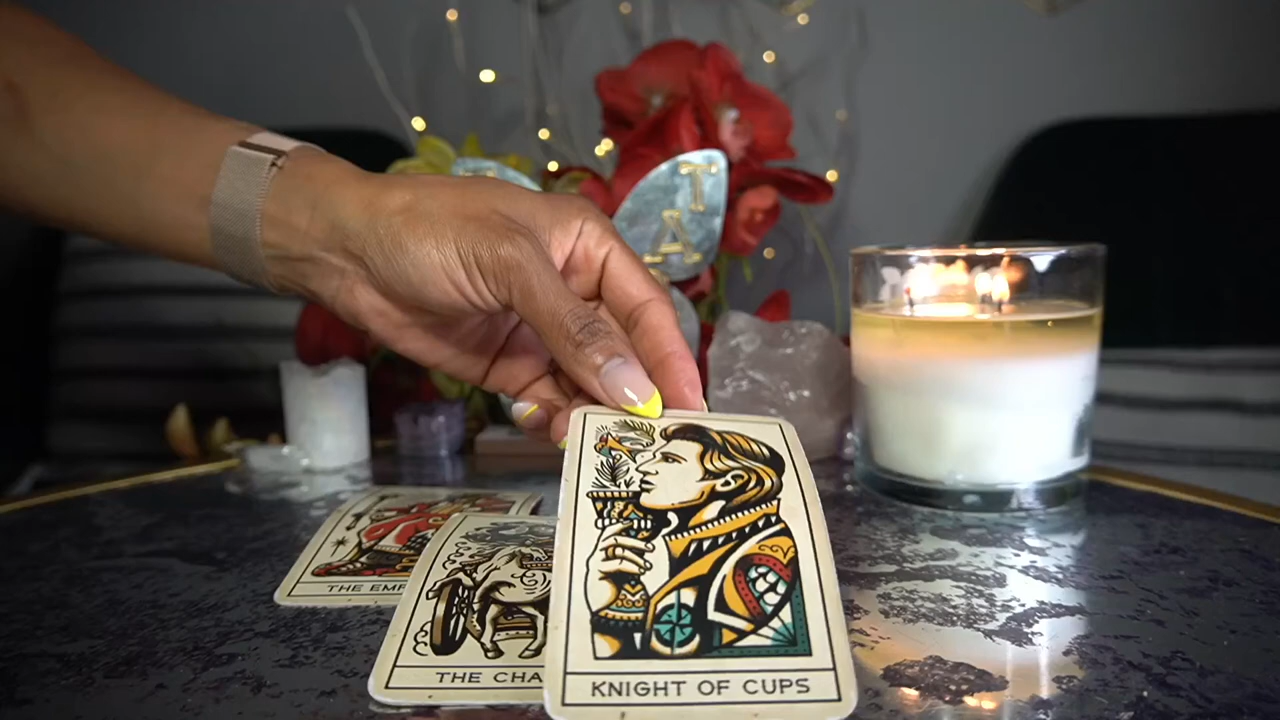 T
A
THE EMP
THE CHA
KNIGHT OF CUPS